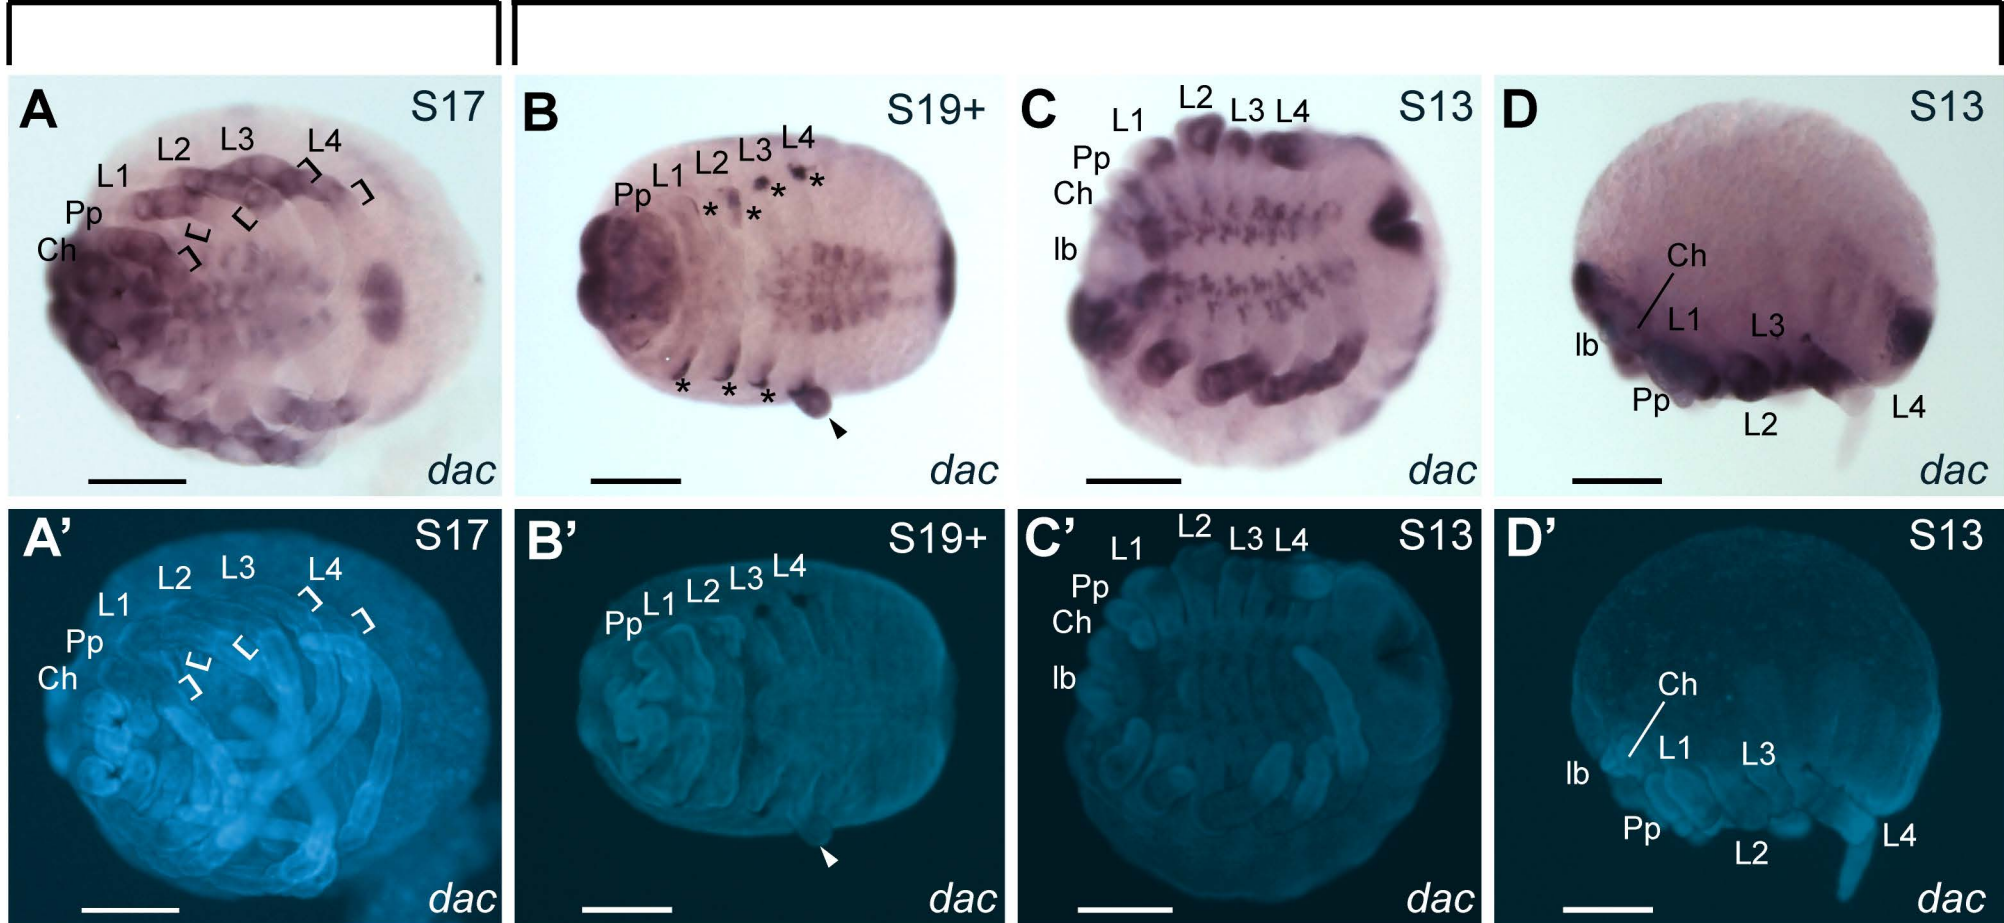 A S17
L1 L2 L3 L4
Pp
Ch
dac
B S19+
Pp L1 L2 L3 L4
* * * *
* * *
dac
C S13
L1 L2 L3 L4
Pp
Ch
lb
dac
D S13
Ch
L1 L3
lb
Pp L2 L4
dac
A’ S17
L1 L2 L3 L4
Pp
Ch
dac
B’ S19+
Pp L1 L2 L3 L4
dac
C’ S13
L1 L2 L3 L4
Pp
Ch
lb
dac
D’ S13
Ch
L1 L3
lb
Pp L2 L4
dac